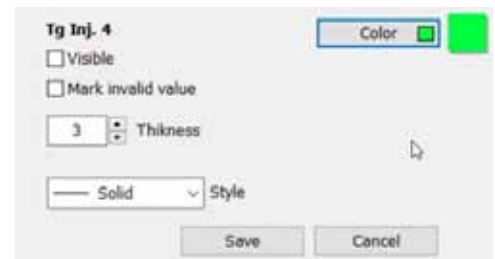 Tg Inj. 4
Color
Visible
Mark invalid value
3 Thikness
Solid Style
Save Cancel